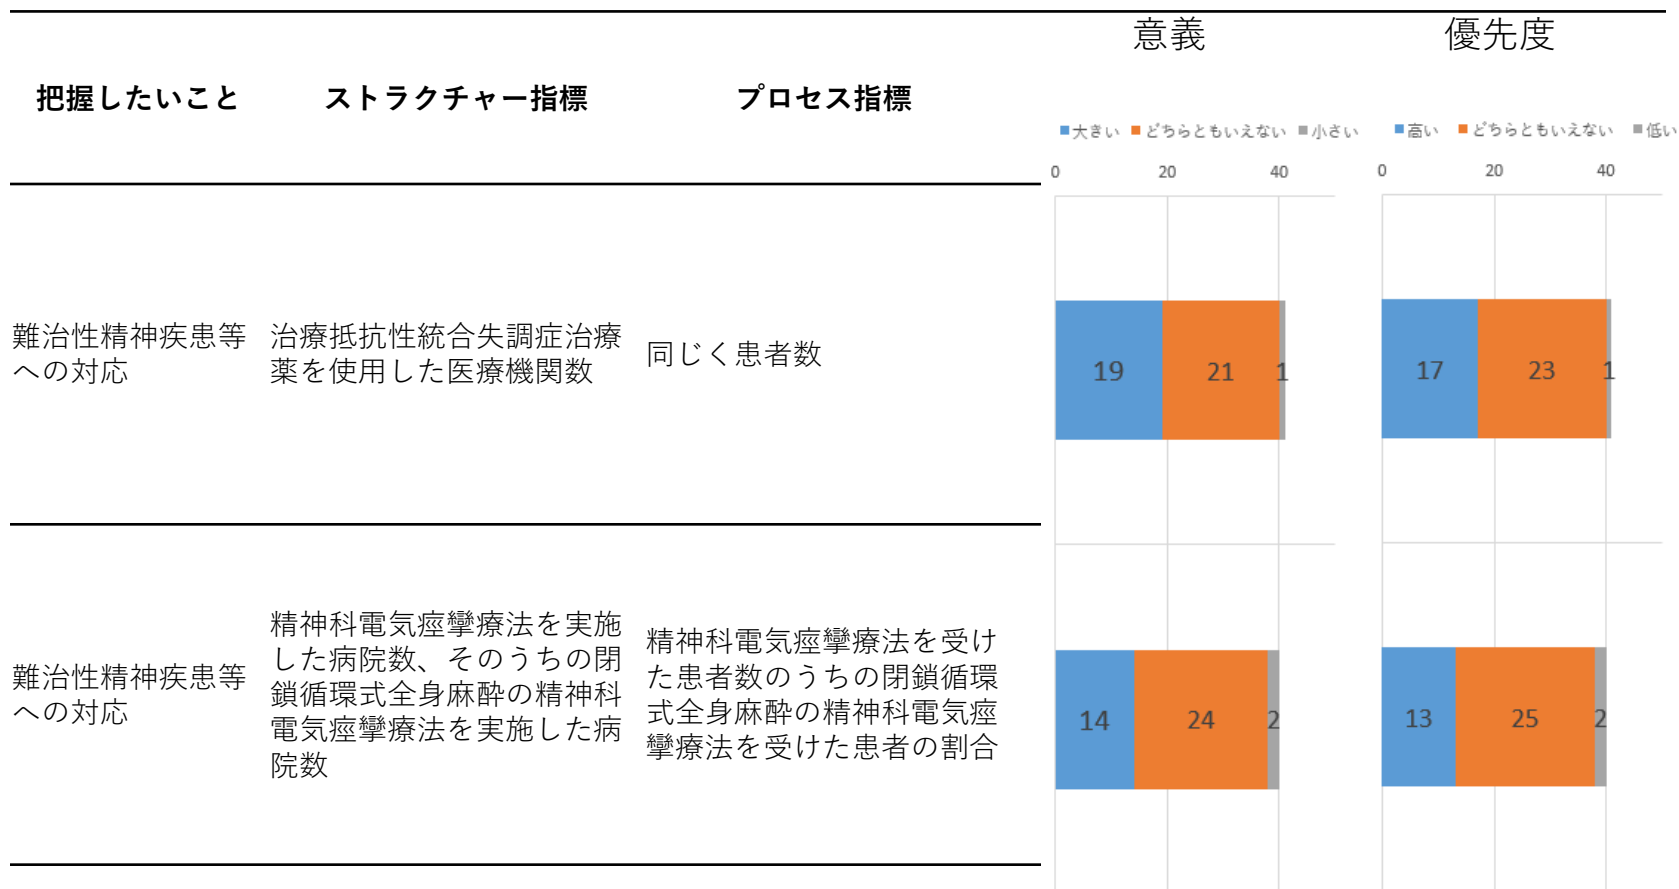 意義
優先度
把握したいこと
ストラクチャー指標
プロセス指標
大きい どちらともいえない 小さい
高い どちらともいえない 低い
0 20 40
0 20 40
難治性精神疾患等
への対応
治療抵抗性統合失調症治療
薬を使用した医療機関数
同じく患者数
19 21 1
17 23 1
難治性精神疾患等
への対応
精神科電気痙攣療法を実施
した病院数、そのうちの閉
鎖循環式全身麻酔の精神科
電気痙攣療法を実施した病
院数
精神科電気痙攣療法を受け
た患者数のうちの閉鎖循環
式全身麻酔の精神科電気痙
攣療法を受けた患者の割合
14 24 2
13 25 2